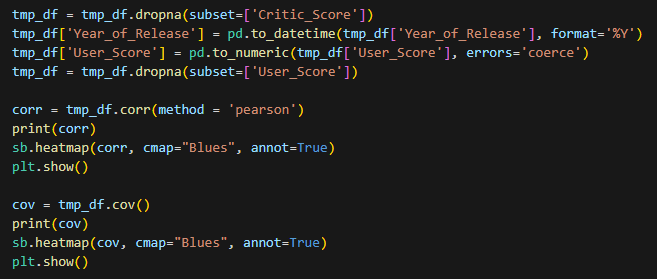 tmp_df = tmp_df.dropna(subset=['Critic_Score'])
tmp_df['Year_of_Release'] = pd.to_datetime(tmp_df['Year_of_Release'], format='%Y')
tmp_df['User_Score'] = pd.to_numeric(tmp_df['User_Score'], errors='coerce')
tmp_df = tmp_df.dropna(subset=['User_Score'])

corr = tmp_df.corr(method = 'pearson')
print(corr)
sb.heatmap(corr, cmap="Blues", annot=True)
plt.show()

cov = tmp_df.cov()
print(cov)
sb.heatmap(cov, cmap="Blues", annot=True)
plt.show()